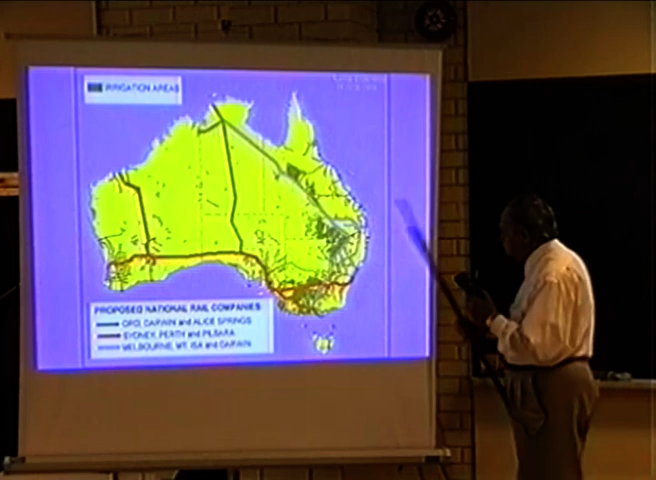 IRRIGATION AREAS
PROPOSED NATIONAL RAIL COMPANIES
DARWIN and ALICE SPRINGS
SYDNEY, PERTH and PILBARA
MELBOURNE, MT. ISA and DARWIN